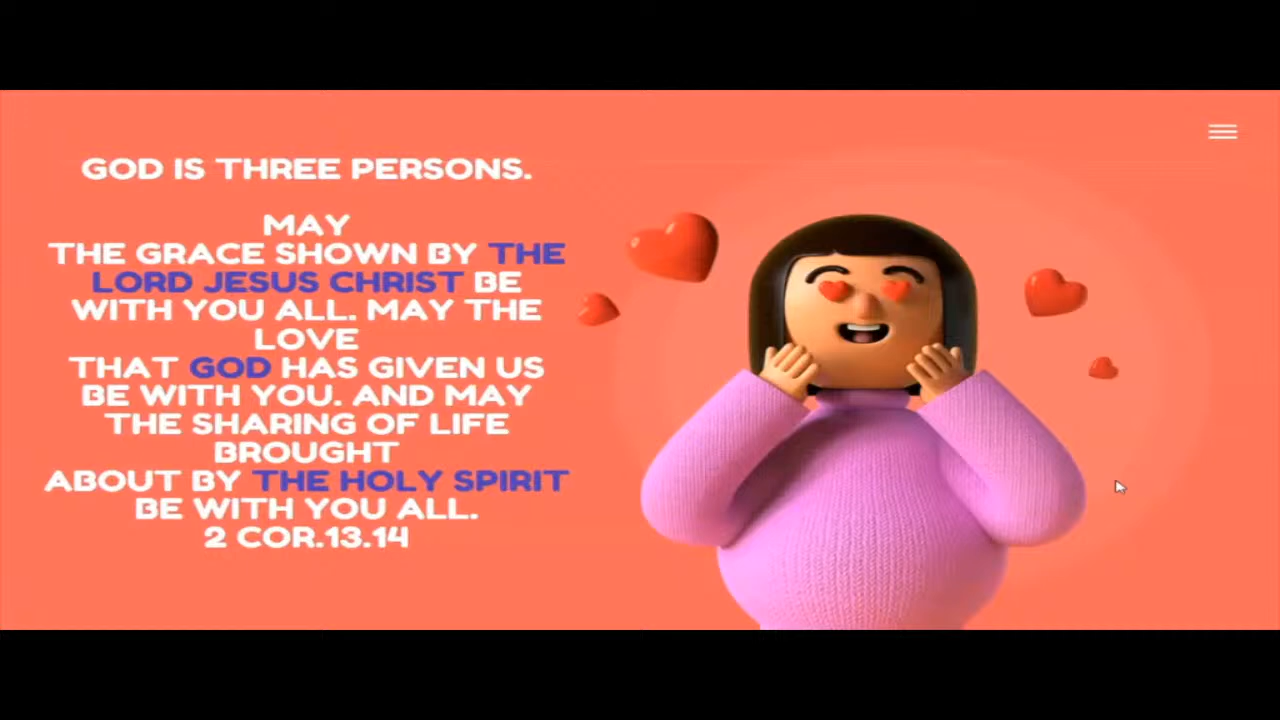 GOD IS THREE PERSONS.
MAY
THE GRACE SHOWN BY THE
LORD JESUS CHRIST BE
WITH YOU ALL. MAY THE
LOVE
THAT GOD HAS GIVEN US
BE WITH YOU. AND MAY
THE SHARING OF LIFE
BROUGHT
ABOUT BY THE HOLY SPIRIT
BE WITH YOU ALL.
2 COR.13.14